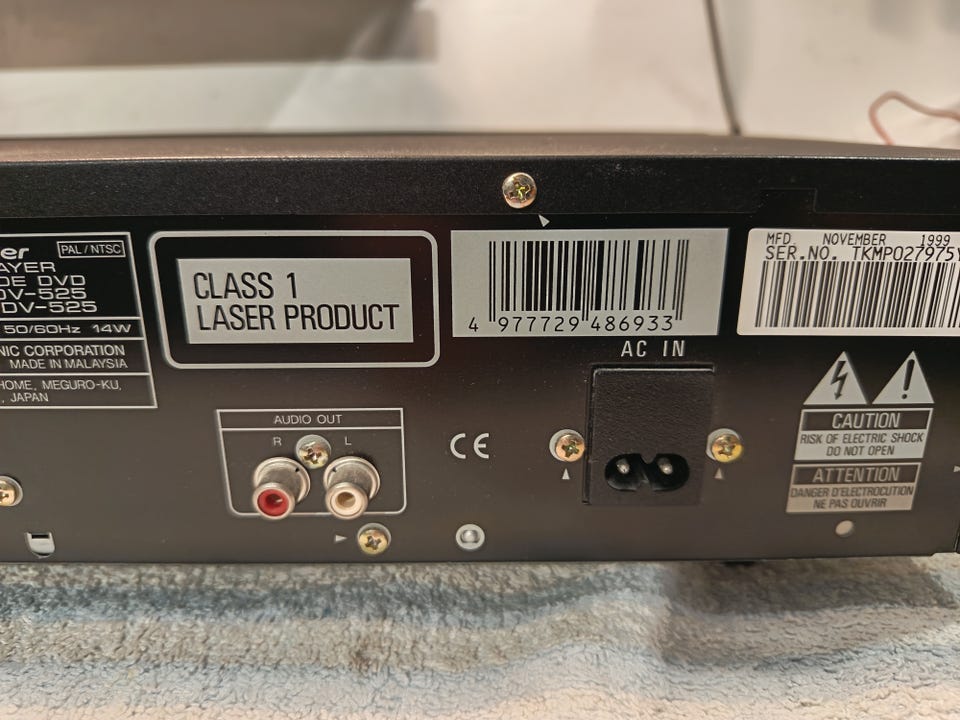 er PAL/NTSC
AYER
DE DVD
DV-525
DV-525
50/60Hz 14W
NIC CORPORATION
MADE IN MALAYSIA
HOME, MEGURO-KU,
, JAPAN
CLASS 1
LASER PRODUCT
4 977729 486933
MFD. NOVEMBER 1999
SER.NO. TKMP027975Y
AC IN
AUDIO OUT
R L
CE
CAUTION
RISK OF ELECTRIC SHOCK
DO NOT OPEN
ATTENTION
DANGER D'ELECTROCUTION
NE PAS OUVRIR